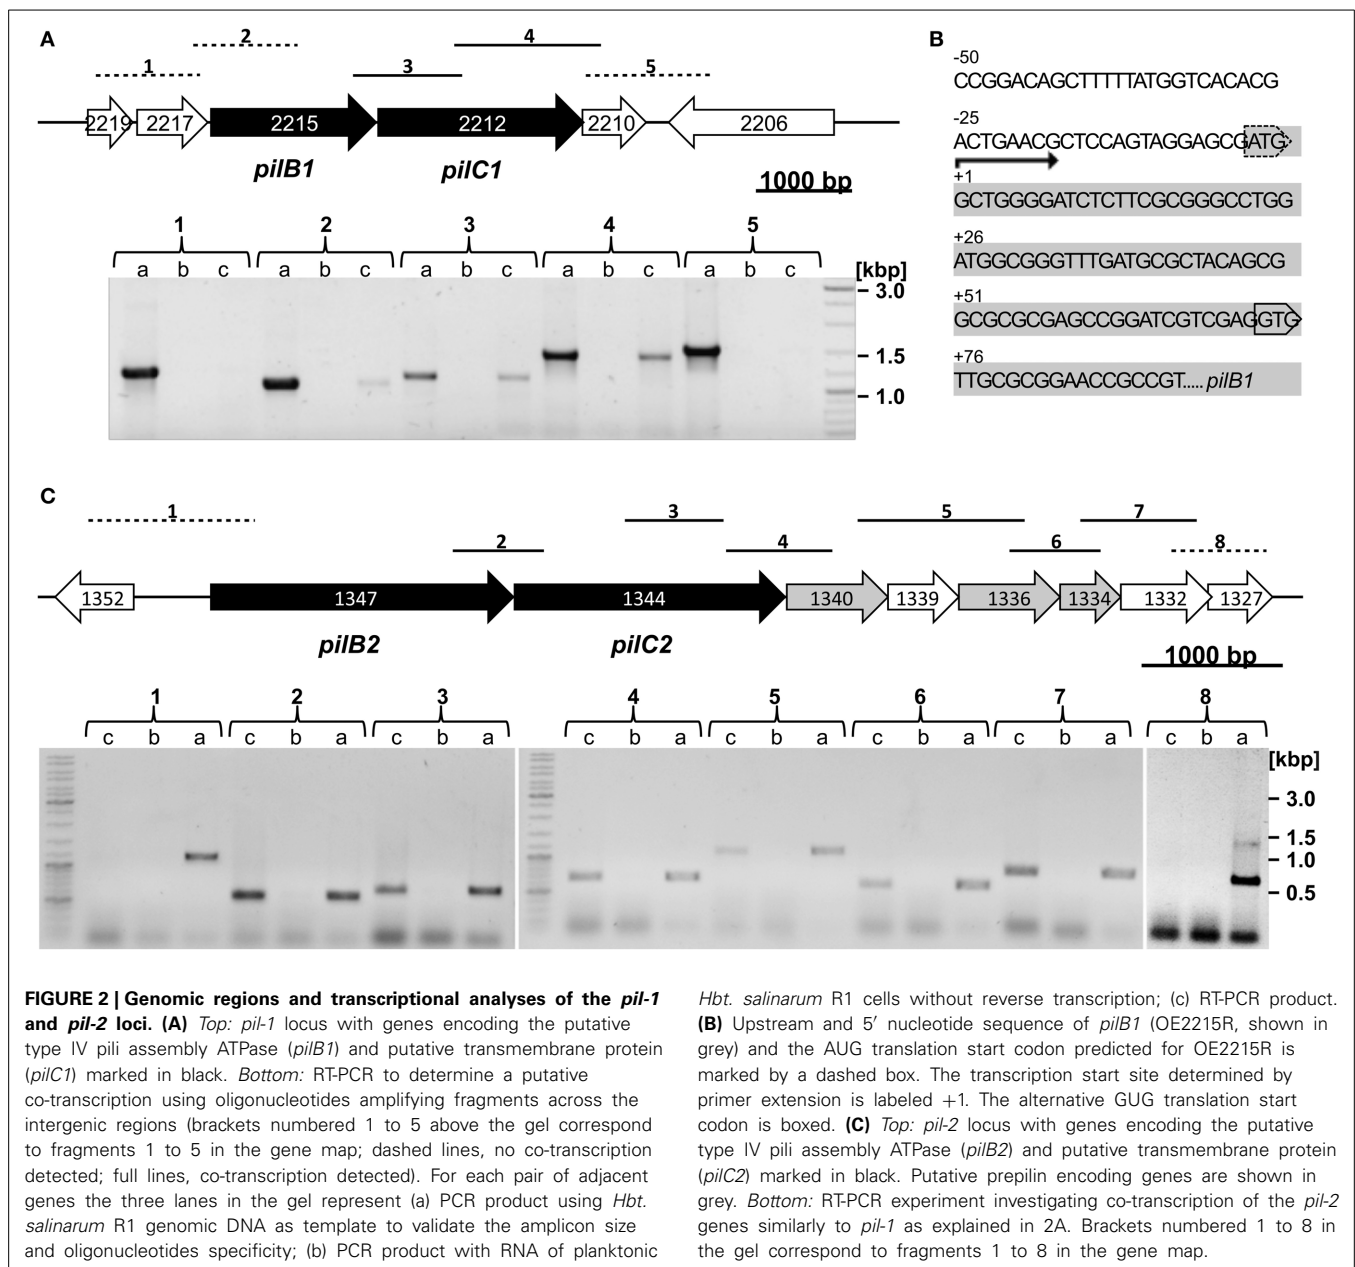 A
2
4
1
3
5
2219 2217 2215 2212 2210 2206
pilB1 pilC1
1000 bp
1 2 3 4 5
a b c a b c a b c a b c a b c
[kbp]
3.0
1.5
1.0
B
-50
CCGGACAGCTTTTTATGGTCACACG
-25
ACTGAACGCTCCAGTAGGAGCGATG
+1
GCTGGGGATCTCTTCGCGGGCCTGG
+26
ATGGCGGGTTTGATGCGCTACAGCG
+51
GCGCGCGAGCCGGATCGTCGAGGTG
+76
TTGCGCGGAACCGCCGT..... pilB1
C
1 3 5 7
2 4 6 8
1352 1347 1344 1340 1339 1336 1334 1332 1327
pilB2 pilC2
1000 bp
1 2 3 4 5 6 7 8
c b a c b a c b a c b a c b a c b a c b a c b a
[kbp]
3.0
1.5
1.0
0.5
FIGURE 2 | Genomic regions and transcriptional analyses of the pil-1
and pil-2 loci. (A) Top: pil-1 locus with genes encoding the putative
type IV pili assembly ATPase (pilB1) and putative transmembrane protein
(pilC1) marked in black. Bottom: RT-PCR to determine a putative
co-transcription using oligonucleotides amplifying fragments across the
intergenic regions (brackets numbered 1 to 5 above the gel correspond
to fragments 1 to 5 in the gene map; dashed lines, no co-transcription
detected; full lines, co-transcription detected). For each pair of adjacent
genes the three lanes in the gel represent (a) PCR product using Hbt.
salinarum R1 genomic DNA as template to validate the amplicon size
and oligonucleotides specificity; (b) PCR product with RNA of planktonic
Hbt. salinarum R1 cells without reverse transcription; (c) RT-PCR product.
(B) Upstream and 5′ nucleotide sequence of pilB1 (OE2215R, shown in
grey) and the AUG translation start codon predicted for OE2215R is
marked by a dashed box. The transcription start site determined by
primer extension is labeled +1. The alternative GUG translation start
codon is boxed. (C) Top: pil-2 locus with genes encoding the putative
type IV pili assembly ATPase (pilB2) and putative transmembrane protein
(pilC2) marked in black. Putative prepilin encoding genes are shown in
grey. Bottom: RT-PCR experiment investigating co-transcription of the pil-2
genes similarly to pil-1 as explained in 2A. Brackets numbered 1 to 8 in
the gel correspond to fragments 1 to 8 in the gene map.